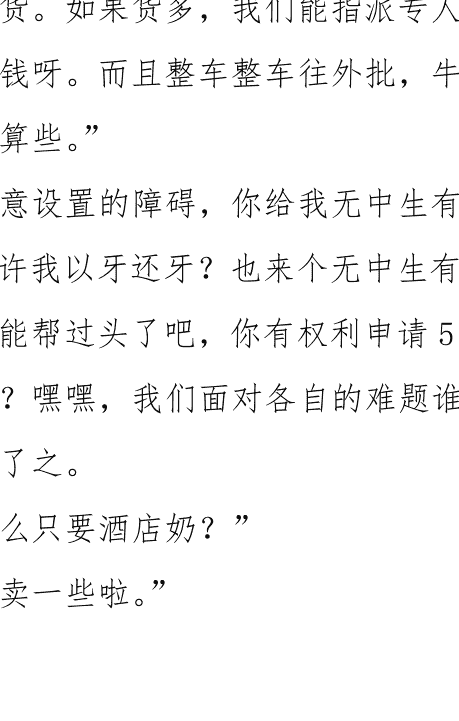 货。如果货多，我们能指派专人
钱呀。而且整车整车往外批，牛
算些。”
意设置的障碍，你给我无中生有
许我以牙还牙？也来个无中生有
能帮过头了吧，你有权利申请 5
？嘿嘿，我们面对各自的难题谁
了之。
么只要酒店奶？”
卖一些啦。”